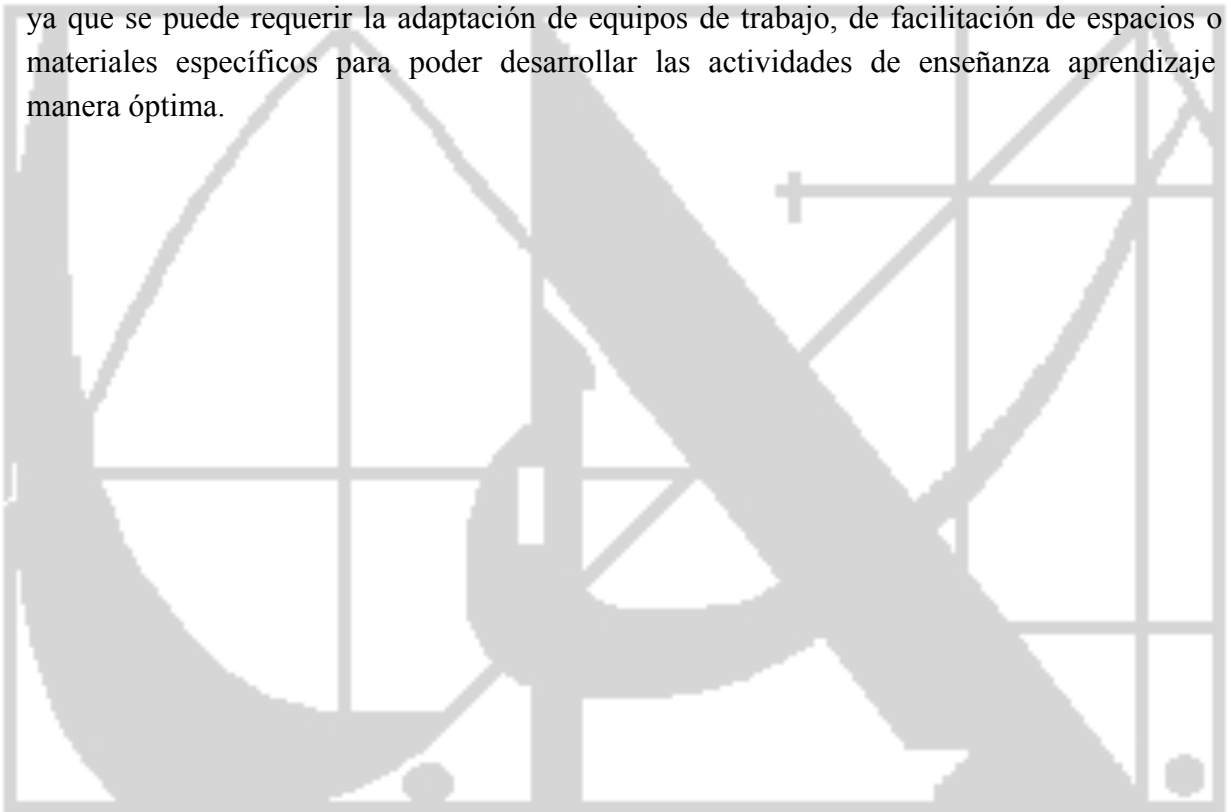 ya que se puede requerir la adaptación de equipos de trabajo, de facilitación de espacios o
materiales específicos para poder desarrollar las actividades de enseñanza aprendizaje
manera óptima.